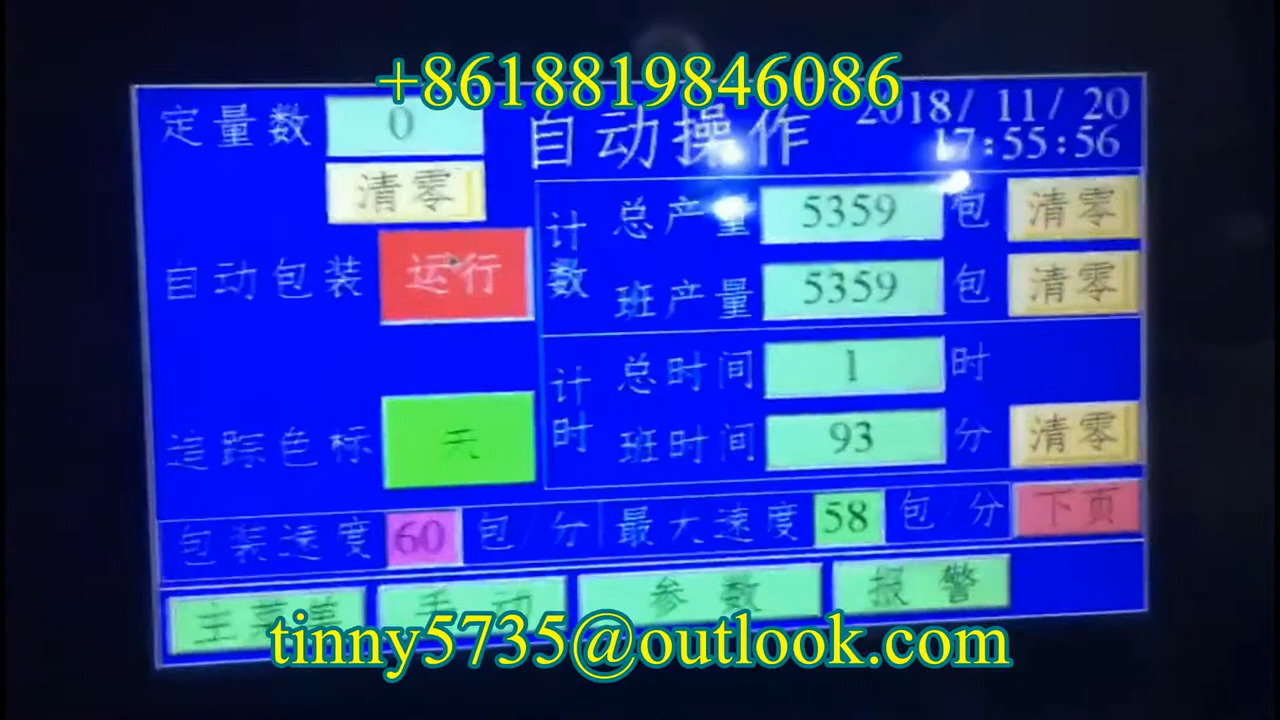 +8618819846086
定量数 0 自动操作 2018/ 11/ 20
17:55:56
清零
计数 总产量 5359 包 清零
自动包装 运行
班产量 5359 包 清零
计时 总时间 1 时
追踪色标 无
班时间 93 分 清零
包装速度 60 包/分 最大速度 58 包/分 下页
主菜单 手动 参数 报警
tinny5735@outlook.com